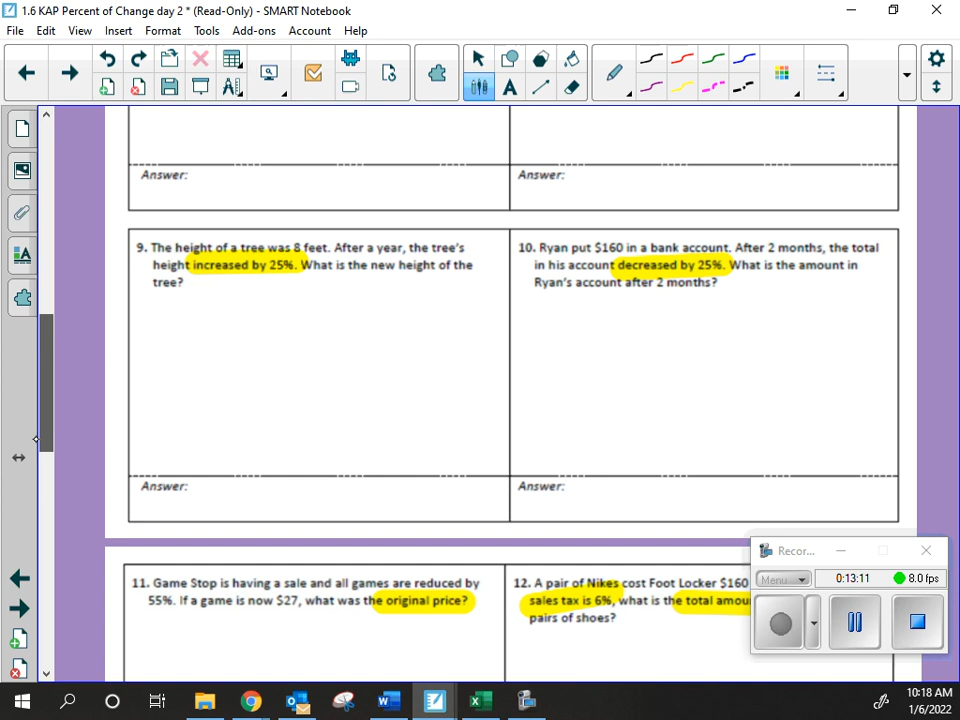 1.6 KAP Percent of Change day 2 * (Read-Only) - SMART Notebook
File Edit View Insert Format Tools Add-ons Account Help
Answer: Answer:
9. The height of a tree was 8 feet. After a year, the tree's
height increased by 25%. What is the new height of the
tree?
10. Ryan put $160 in a bank account. After 2 months, the total
in his account decreased by 25%. What is the amount in
Ryan's account after 2 months?
Answer: Answer:
11. Game Stop is having a sale and all games are reduced by
55%. If a game is now $27, what was the original price?
12. A pair of Nikes cost Foot Locker $160
sales tax is 6%, what is the total amou
pairs of shoes?
Recor...
Menu 0:13:11 8.0 fps
10:18 AM
1/6/2022